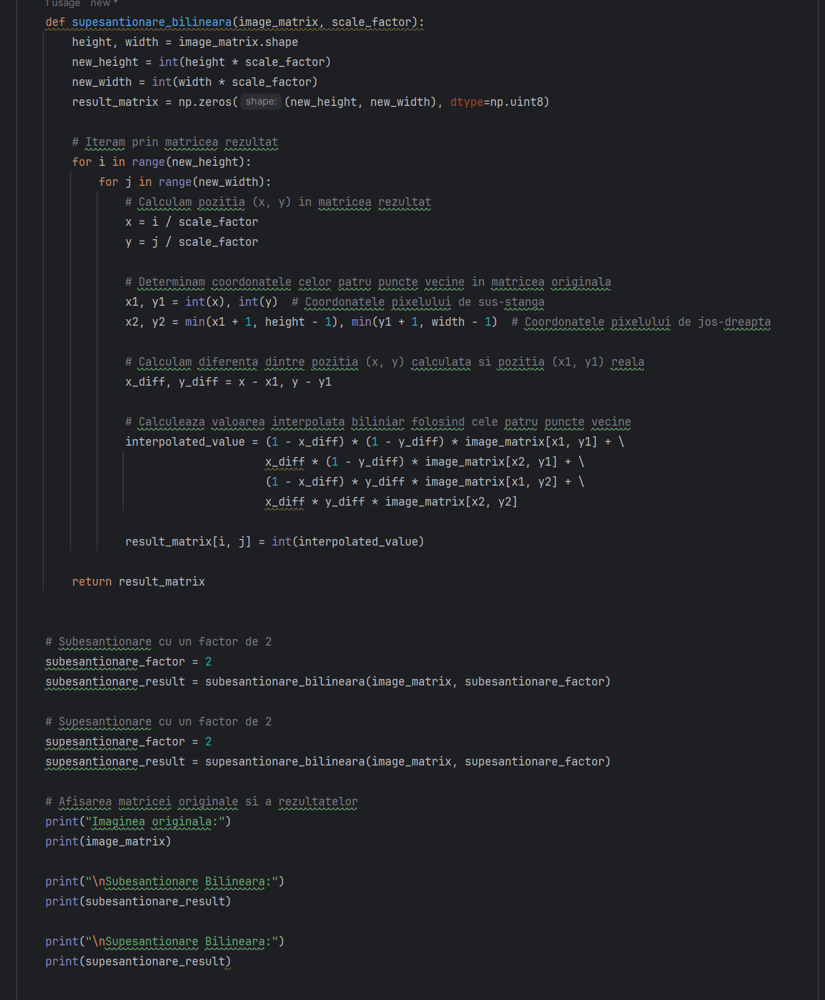 1 usage   new *
def supesantionare_bilineara(image_matrix, scale_factor):
    height, width = image_matrix.shape
    new_height = int(height * scale_factor)
    new_width = int(width * scale_factor)
    result_matrix = np.zeros( shape: (new_height, new_width), dtype=np.uint8)

    # Iteram prin matricea rezultat
    for i in range(new_height):
        for j in range(new_width):
            # Calculam pozitia (x, y) in matricea rezultat
            x = i / scale_factor
            y = j / scale_factor

            # Determinam coordonatele celor patru puncte vecine in matricea originala
            x1, y1 = int(x), int(y)  # Coordonatele pixelului de sus-stanga
            x2, y2 = min(x1 + 1, height - 1), min(y1 + 1, width - 1)  # Coordonatele pixelului de jos-dreapta

            # Calculam diferenta dintre pozitia (x, y) calculata si pozitia (x1, y1) reala
            x_diff, y_diff = x - x1, y - y1

            # Calculeaza valoarea interpolata biliniar folosind cele patru puncte vecine
            interpolated_value = (1 - x_diff) * (1 - y_diff) * image_matrix[x1, y1] + \
                                 x_diff * (1 - y_diff) * image_matrix[x2, y1] + \
                                 (1 - x_diff) * y_diff * image_matrix[x1, y2] + \
                                 x_diff * y_diff * image_matrix[x2, y2]

            result_matrix[i, j] = int(interpolated_value)

    return result_matrix


# Subesantionare cu un factor de 2
subesantionare_factor = 2
subesantionare_result = subesantionare_bilineara(image_matrix, subesantionare_factor)

# Supesantionare cu un factor de 2
supesantionare_factor = 2
supesantionare_result = supesantionare_bilineara(image_matrix, supesantionare_factor)

# Afisarea matricei originale si a rezultatelor
print("Imaginea originala:")
print(image_matrix)

print("\nSubesantionare Bilineara:")
print(subesantionare_result)

print("\nSupesantionare Bilineara:")
print(supesantionare_result)